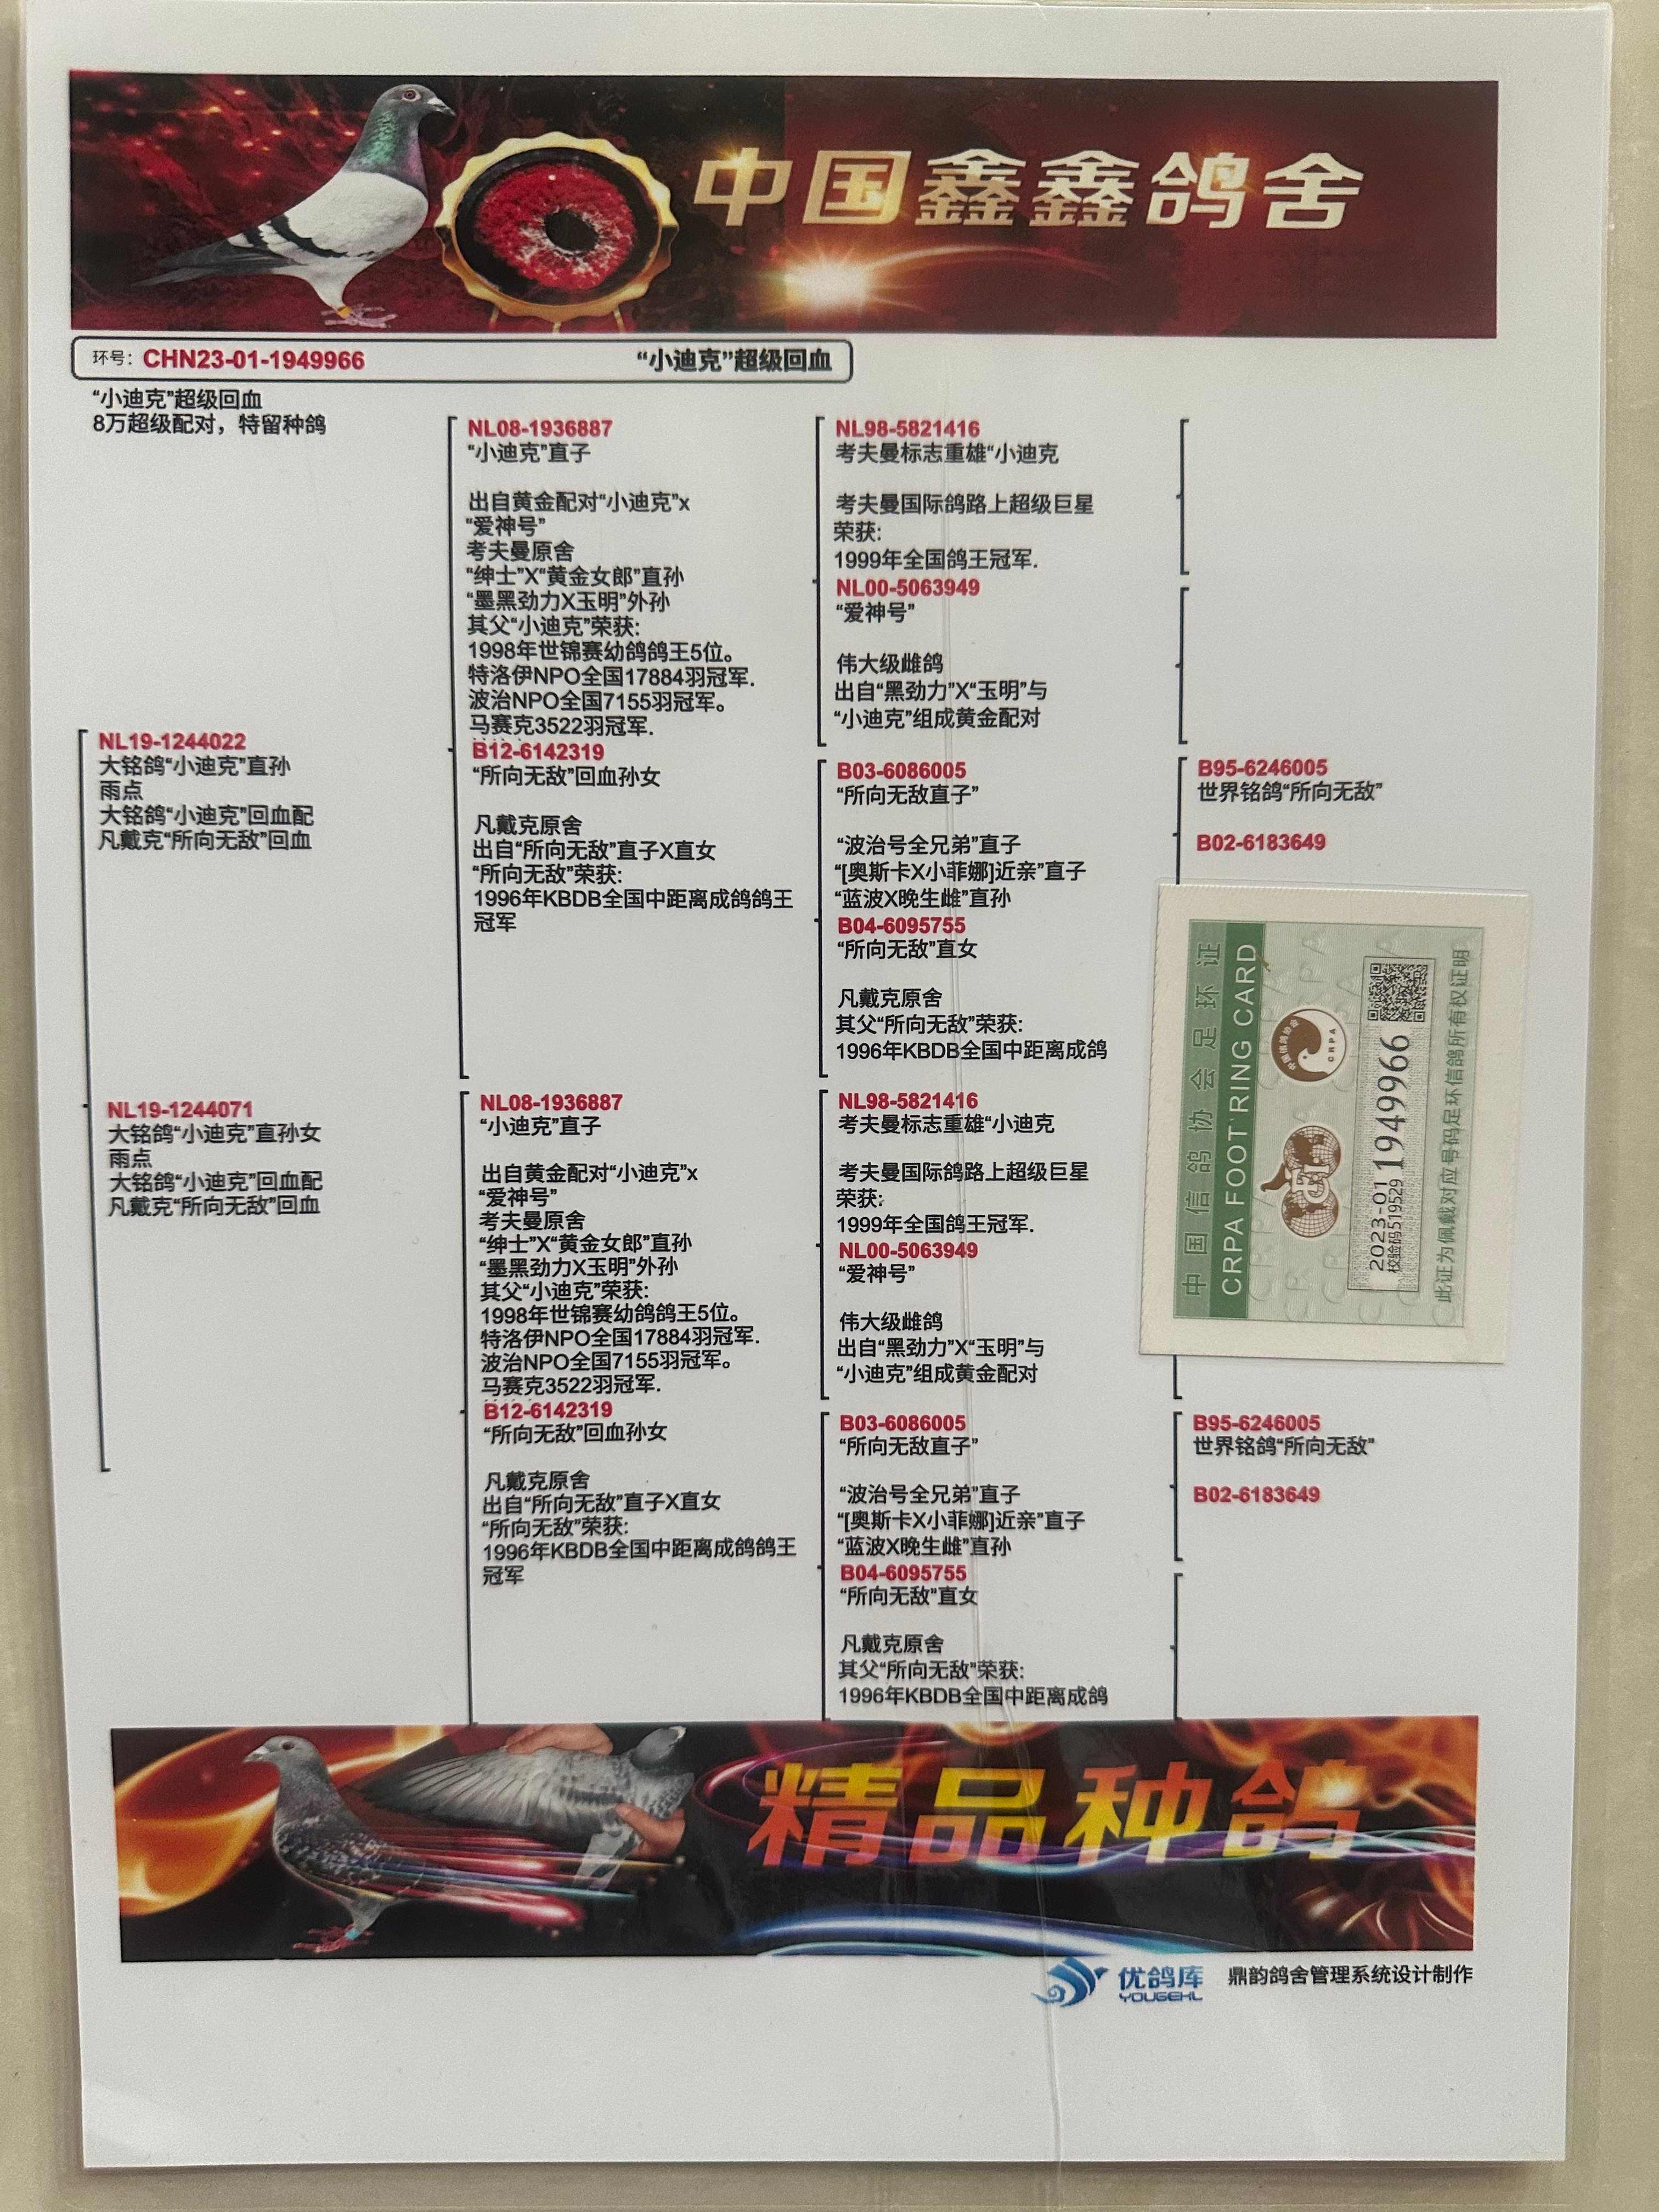 中国鑫鑫鸽舍
环号: CHN23-01-1949966 “小迪克”超级回血
“小迪克”超级回血
8万超级配对，特留种鸽
NL19-1244022
大铭鸽“小迪克”直孙
雨点
大铭鸽“小迪克”回血配
凡戴克“所向无敌”回血
NL19-1244071
大铭鸽“小迪克”直孙女
雨点
大铭鸽“小迪克”回血配
凡戴克“所向无敌”回血
NL08-1936887
“小迪克”直子
出自黄金配对“小迪克”x
“爱神号”
考夫曼原舍
“绅士”X“黄金女郎”直孙
“墨黑劲力X玉明”外孙
其父“小迪克”荣获:
1998年世锦赛幼鸽鸽王5位。
特洛伊NPO全国17884羽冠军.
波治NPO全国7155羽冠军。
马赛克3522羽冠军.
B12-6142319
“所向无敌”回血孙女
凡戴克原舍
出自“所向无敌”直子X直女
“所向无敌”荣获:
1996年KBDB全国中距离成鸽鸽王
冠军
NL08-1936887
“小迪克”直子
出自黄金配对“小迪克”x
“爱神号”
考夫曼原舍
“绅士”X“黄金女郎”直孙
“墨黑劲力X玉明”外孙
其父“小迪克”荣获:
1998年世锦赛幼鸽鸽王5位。
特洛伊NPO全国17884羽冠军.
波治NPO全国7155羽冠军。
马赛克3522羽冠军.
B12-6142319
“所向无敌”回血孙女
凡戴克原舍
出自“所向无敌”直子X直女
“所向无敌”荣获:
1996年KBDB全国中距离成鸽鸽王
冠军
NL98-5821416
考夫曼标志重雄“小迪克
考夫曼国际鸽路上超级巨星
荣获:
1999年全国鸽王冠军.
NL00-5063949
“爱神号”
伟大级雌鸽
出自“黑劲力”X“玉明”与
“小迪克”组成黄金配对
B03-6086005
“所向无敌直子”
“波治号全兄弟”直子
“[奥斯卡X小菲娜]近亲”直子
“蓝波X晚生雌”直孙
B04-6095755
“所向无敌”直女
凡戴克原舍
其父“所向无敌”荣获:
1996年KBDB全国中距离成鸽
NL98-5821416
考夫曼标志重雄“小迪克
考夫曼国际鸽路上超级巨星
荣获:
1999年全国鸽王冠军.
NL00-5063949
“爱神号”
伟大级雌鸽
出自“黑劲力”X“玉明”与
“小迪克”组成黄金配对
B03-6086005
“所向无敌直子”
“波治号全兄弟”直子
“[奥斯卡X小菲娜]近亲”直子
“蓝波X晚生雌”直孙
B04-6095755
“所向无敌”直女
凡戴克原舍
其父“所向无敌”荣获:
1996年KBDB全国中距离成鸽
B95-6246005
世界铭鸽“所向无敌”
B02-6183649
B95-6246005
世界铭鸽“所向无敌”
B02-6183649
中国信鸽协会足环证
CRPA FOOT RING CARD
中国信鸽协会
CRPA
2023-01 1949966
校验码519529
此证为佩戴对应号码足环信鸽所有权证明
精品种鸽
优鸽库
YOUGEKU
鼎韵鸽舍管理系统设计制作